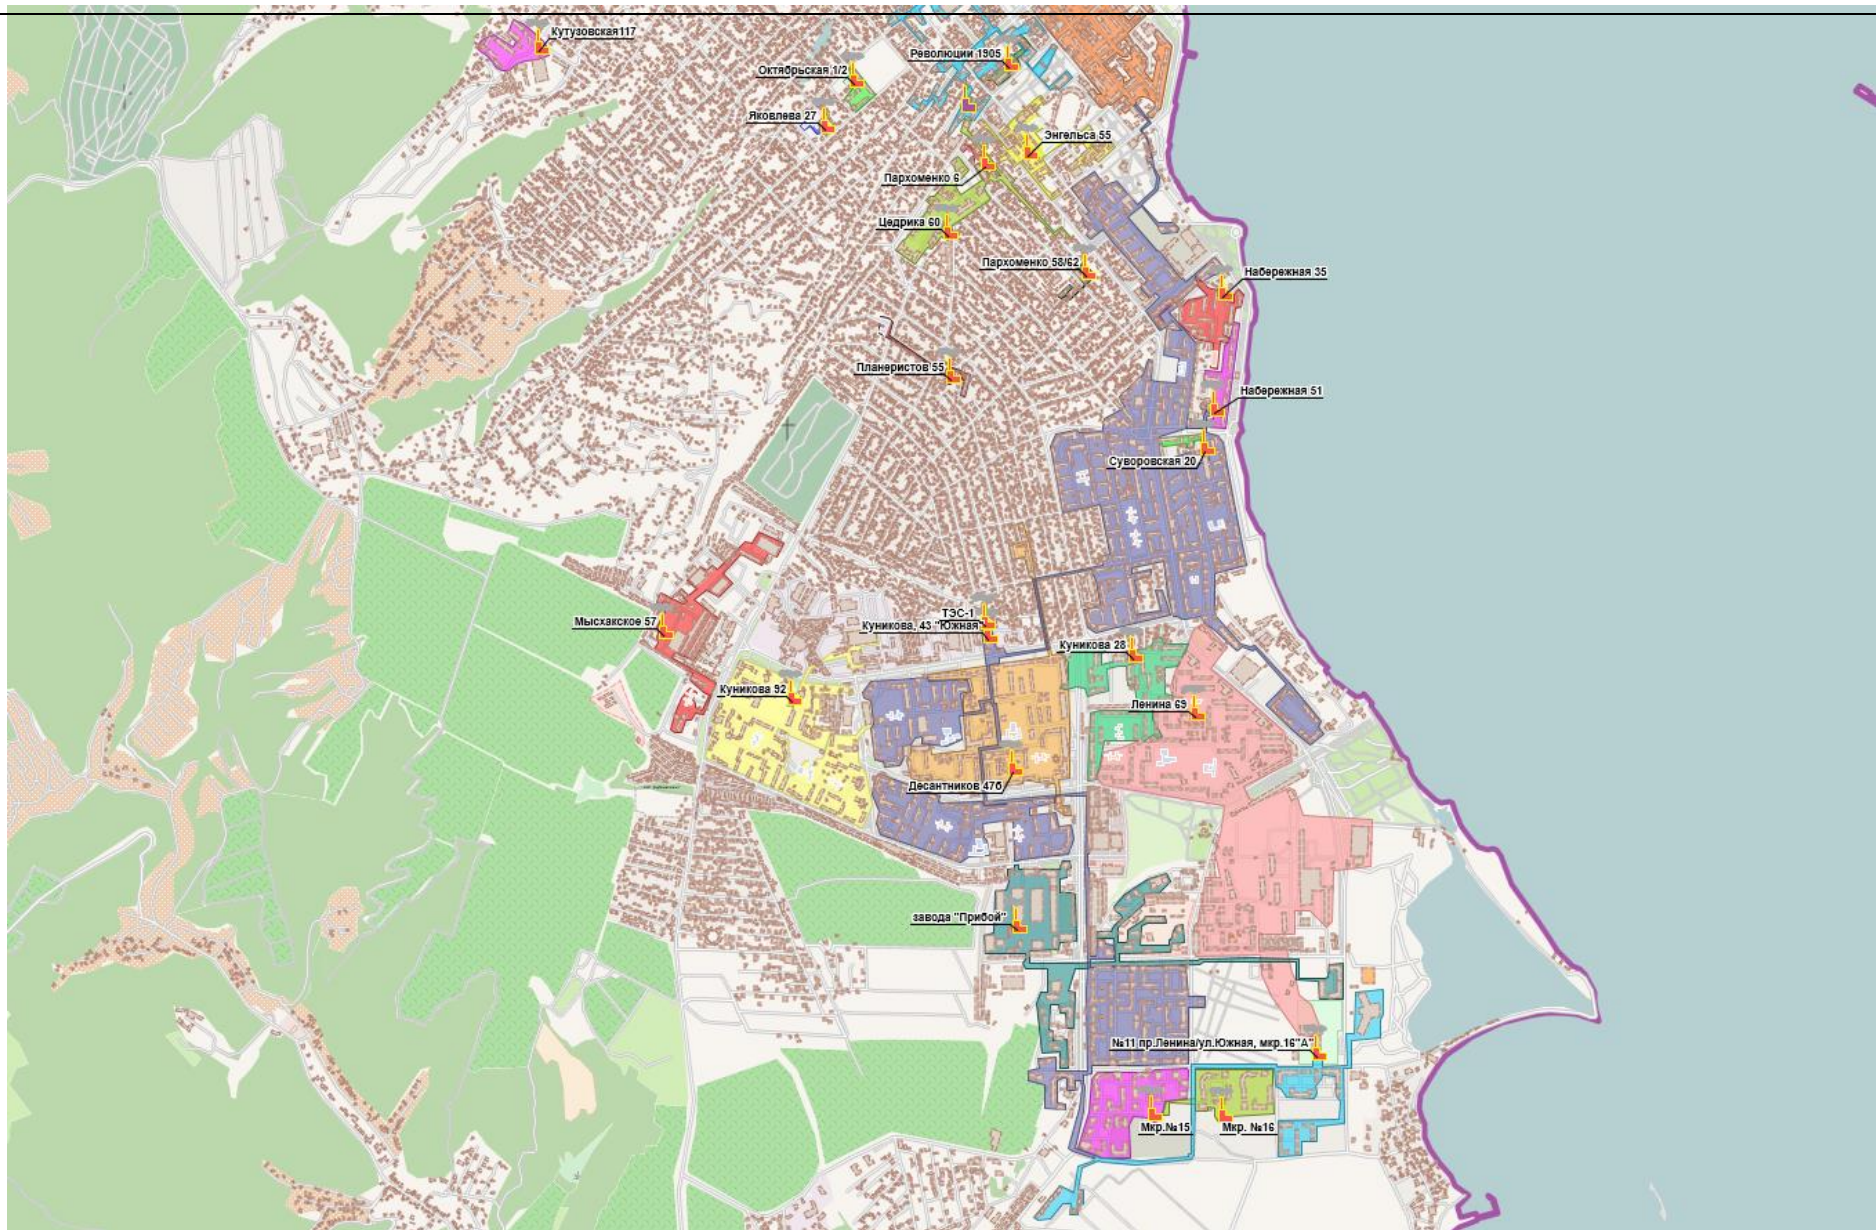 Кутузовская117
Революции 1905
Октябрьская 1/2
Яковлева 27
Энгельса 55
Пархоменко 6
Цедрика 60
Пархоменко 58/62
Набережная 35
Планеристов 55
Набережная 51
Суворовская 20
ТЭС-1
Мысхакское 57
Куникова, 43 "Южная"
Куникова 28
Куникова 92
Ленина 69
Десантников 47б
завода "Прибой"
№11 пр.Ленина/ул.Южная, мкр.16"А"
Мкр.№15
Мкр. №16